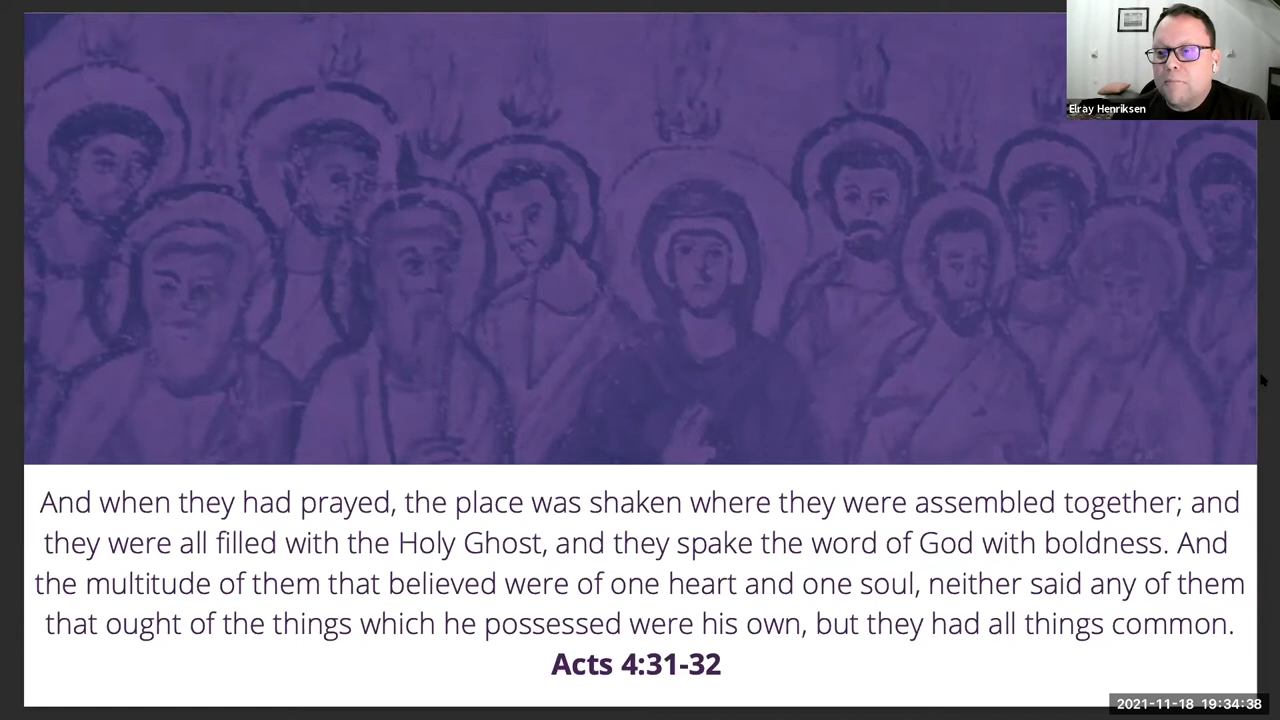 Elray Henriksen
And when they had prayed, the place was shaken where they were assembled together; and
they were all filled with the Holy Ghost, and they spake the word of God with boldness. And
the multitude of them that believed were of one heart and one soul, neither said any of them
that ought of the things which he possessed were his own, but they had all things common.
Acts 4:31-32
2021-11-18 19:34:38